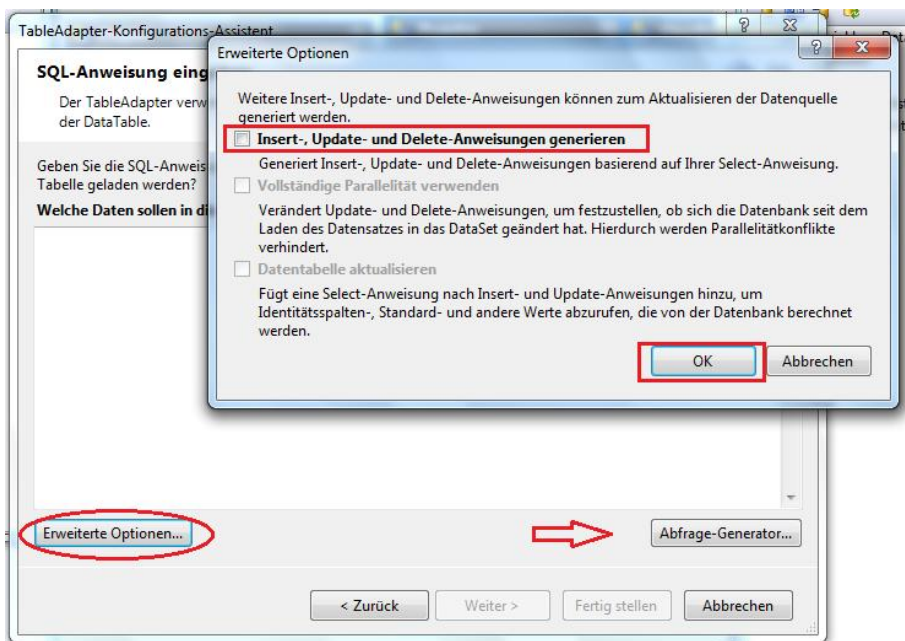 TableAdapter-Konfigurations-Assistent
SQL-Anweisung eing
Der TableAdapter verw
der DataTable.
Geben Sie die SQL-Anweis
Tabelle geladen werden?
Welche Daten sollen in di
Erweiterte Optionen
Weitere Insert-, Update- und Delete-Anweisungen können zum Aktualisieren der Datenquelle
generiert werden.
Insert-, Update- und Delete-Anweisungen generieren
Generiert Insert-, Update- und Delete-Anweisungen basierend auf Ihrer Select-Anweisung.
Vollständige Parallelität verwenden
Verändert Update- und Delete-Anweisungen, um festzustellen, ob sich die Datenbank seit dem
Laden des Datensatzes in das DataSet geändert hat. Hierdurch werden Parallelitätkonflikte
verhindert.
Datentabelle aktualisieren
Fügt eine Select-Anweisung nach Insert- und Update-Anweisungen hinzu, um
Identitätsspalten-, Standard- und andere Werte abzurufen, die von der Datenbank berechnet
werden.
OK Abbrechen
Erweiterte Optionen... Abfrage-Generator...
< Zurück Weiter > Fertig stellen Abbrechen